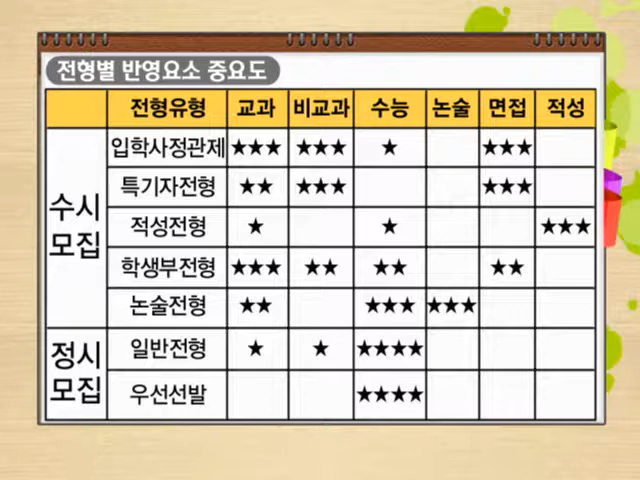 전형별 반영요소 중요도
전형유형 교과 비교과 수능 논술 면접 적성
수시모집
입학사정관제 ★★★ ★★★ ★ ★★★
특기자전형 ★★ ★★★ ★★★
적성전형 ★ ★ ★★★
학생부전형 ★★★ ★★ ★★ ★★
논술전형 ★★ ★★★ ★★★
정시모집
일반전형 ★ ★ ★★★★
우선선발 ★★★★